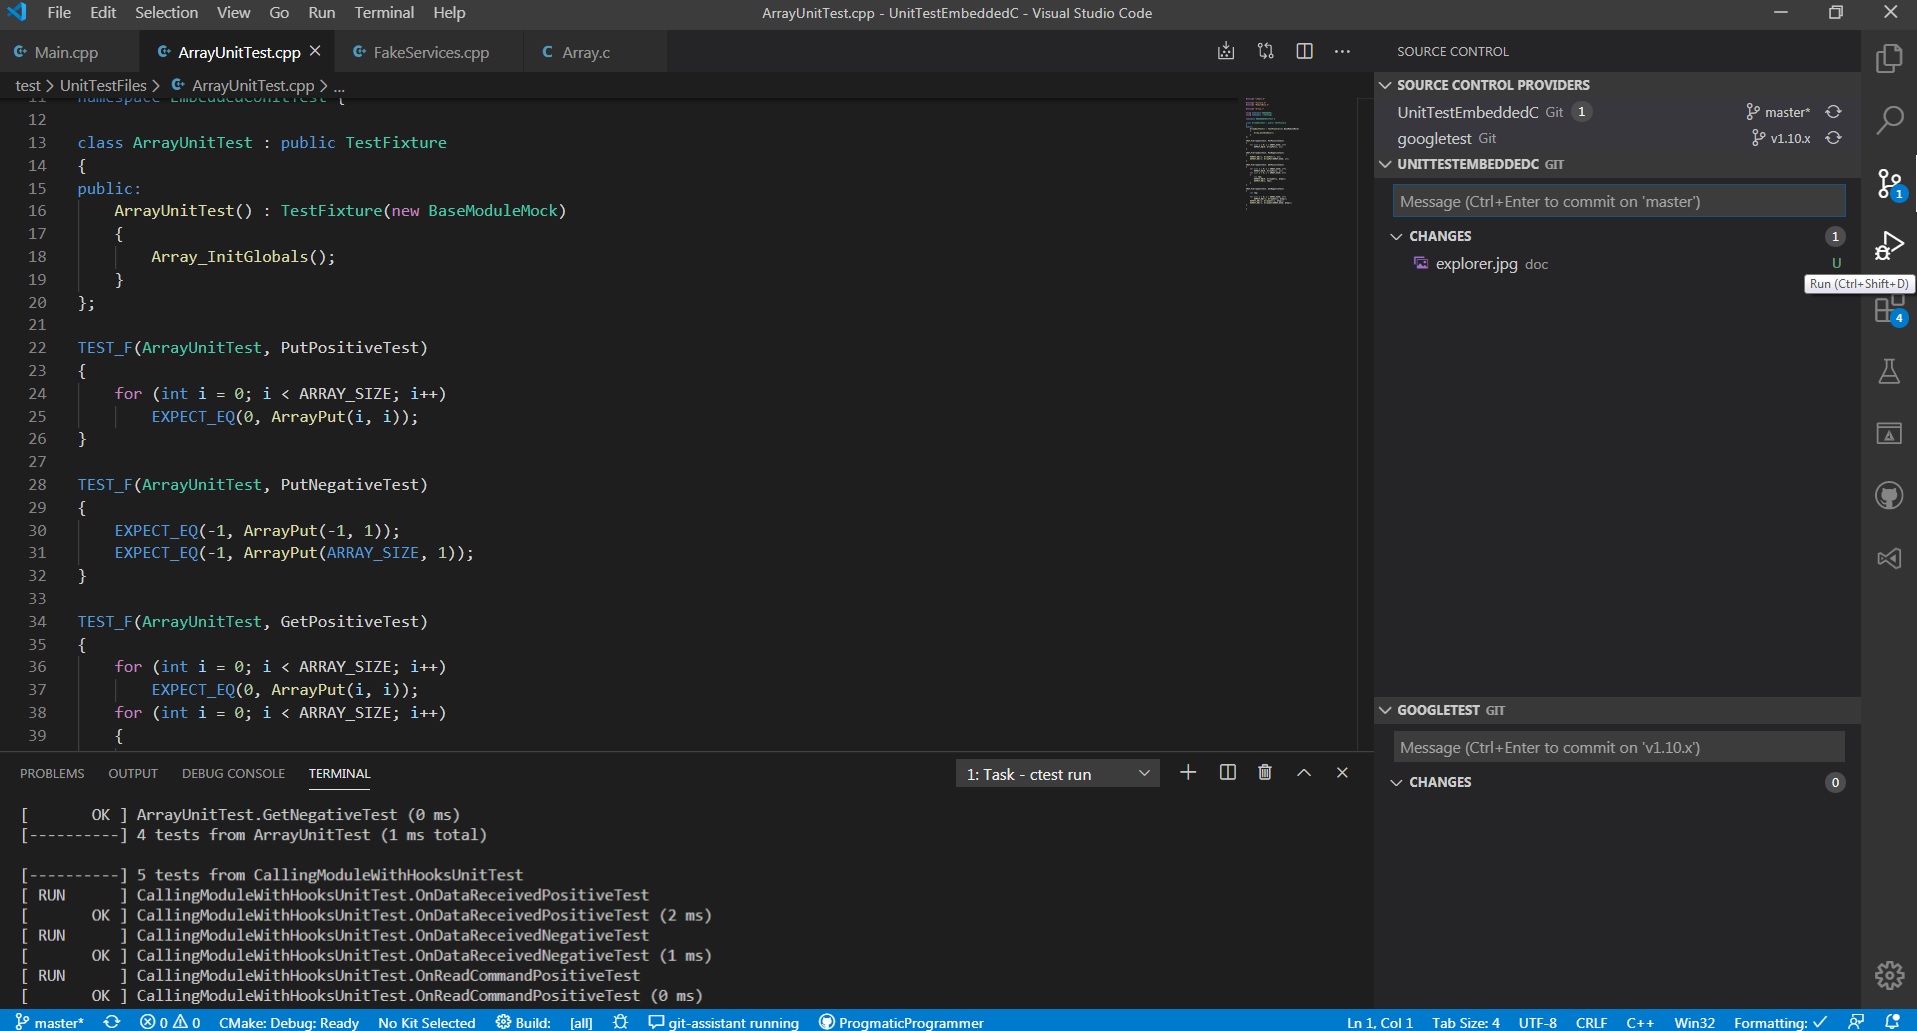 File Edit Selection View Go Run Terminal Help
ArrayUnitTest.cpp - UnitTestEmbeddedC - Visual Studio Code
Main.cpp ArrayUnitTest.cpp FakeServices.cpp Array.c
test > UnitTestFiles > ArrayUnitTest.cpp > ...
11 namespace EmbeddedCUnitTest {
12
13 class ArrayUnitTest : public TestFixture
14 {
15 public:
16 ArrayUnitTest() : TestFixture(new BaseModuleMock)
17 {
18 Array_InitGlobals();
19 }
20 };
21
22 TEST_F(ArrayUnitTest, PutPositiveTest)
23 {
24 for (int i = 0; i < ARRAY_SIZE; i++)
25 EXPECT_EQ(0, ArrayPut(i, i));
26 }
27
28 TEST_F(ArrayUnitTest, PutNegativeTest)
29 {
30 EXPECT_EQ(-1, ArrayPut(-1, 1));
31 EXPECT_EQ(-1, ArrayPut(ARRAY_SIZE, 1));
32 }
33
34 TEST_F(ArrayUnitTest, GetPositiveTest)
35 {
36 for (int i = 0; i < ARRAY_SIZE; i++)
37 EXPECT_EQ(0, ArrayPut(i, i));
38 for (int i = 0; i < ARRAY_SIZE; i++)
39 {
PROBLEMS OUTPUT DEBUG CONSOLE TERMINAL
1: Task - ctest run
[ OK ] ArrayUnitTest.GetNegativeTest (0 ms)
[----------] 4 tests from ArrayUnitTest (1 ms total)
[----------] 5 tests from CallingModuleWithHooksUnitTest
[ RUN ] CallingModuleWithHooksUnitTest.OnDataReceivedPositiveTest
[ OK ] CallingModuleWithHooksUnitTest.OnDataReceivedPositiveTest (2 ms)
[ RUN ] CallingModuleWithHooksUnitTest.OnDataReceivedNegativeTest
[ OK ] CallingModuleWithHooksUnitTest.OnDataReceivedNegativeTest (1 ms)
[ RUN ] CallingModuleWithHooksUnitTest.OnReadCommandPositiveTest
[ OK ] CallingModuleWithHooksUnitTest.OnReadCommandPositiveTest (0 ms)
SOURCE CONTROL
SOURCE CONTROL PROVIDERS
UnitTestEmbeddedC Git 1 master*
googletest Git v1.10.x
UNITTESTEMBEDDEDC GIT
Message (Ctrl+Enter to commit on 'master')
CHANGES 1
explorer.jpg doc U
GOOGLETEST GIT
Message (Ctrl+Enter to commit on 'v1.10.x')
CHANGES 0
1
Run (Ctrl+Shift+D)
4
master* 0 0 CMake: Debug: Ready No Kit Selected Build: [all] git-assistant running ProgmaticProgrammer
Ln 1, Col 1 Tab Size: 4 UTF-8 CRLF C++ Win32 Formatting: ✓